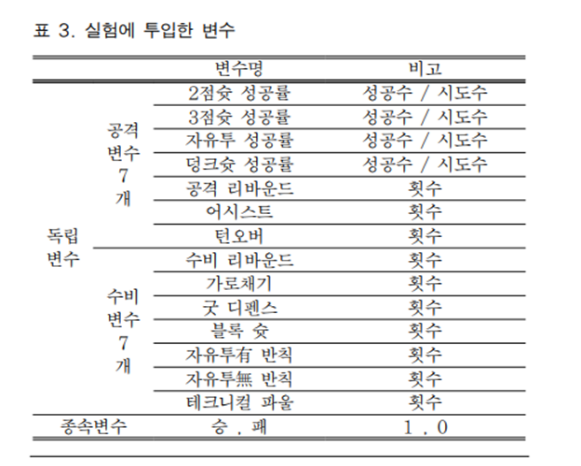 표 3. 실험에 투입한 변수
변수명 비고
독립 변수
공격 변수 7 개
2점슛 성공률 성공수 / 시도수
3점슛 성공률 성공수 / 시도수
자유투 성공률 성공수 / 시도수
덩크슛 성공률 성공수 / 시도수
공격 리바운드 횟수
어시스트 횟수
턴오버 횟수
수비 변수 7 개
수비 리바운드 횟수
가로채기 횟수
굿 디펜스 횟수
블록 슛 횟수
자유투有 반칙 횟수
자유투無 반칙 횟수
테크니컬 파울 횟수
종속변수 승 . 패 1 . 0